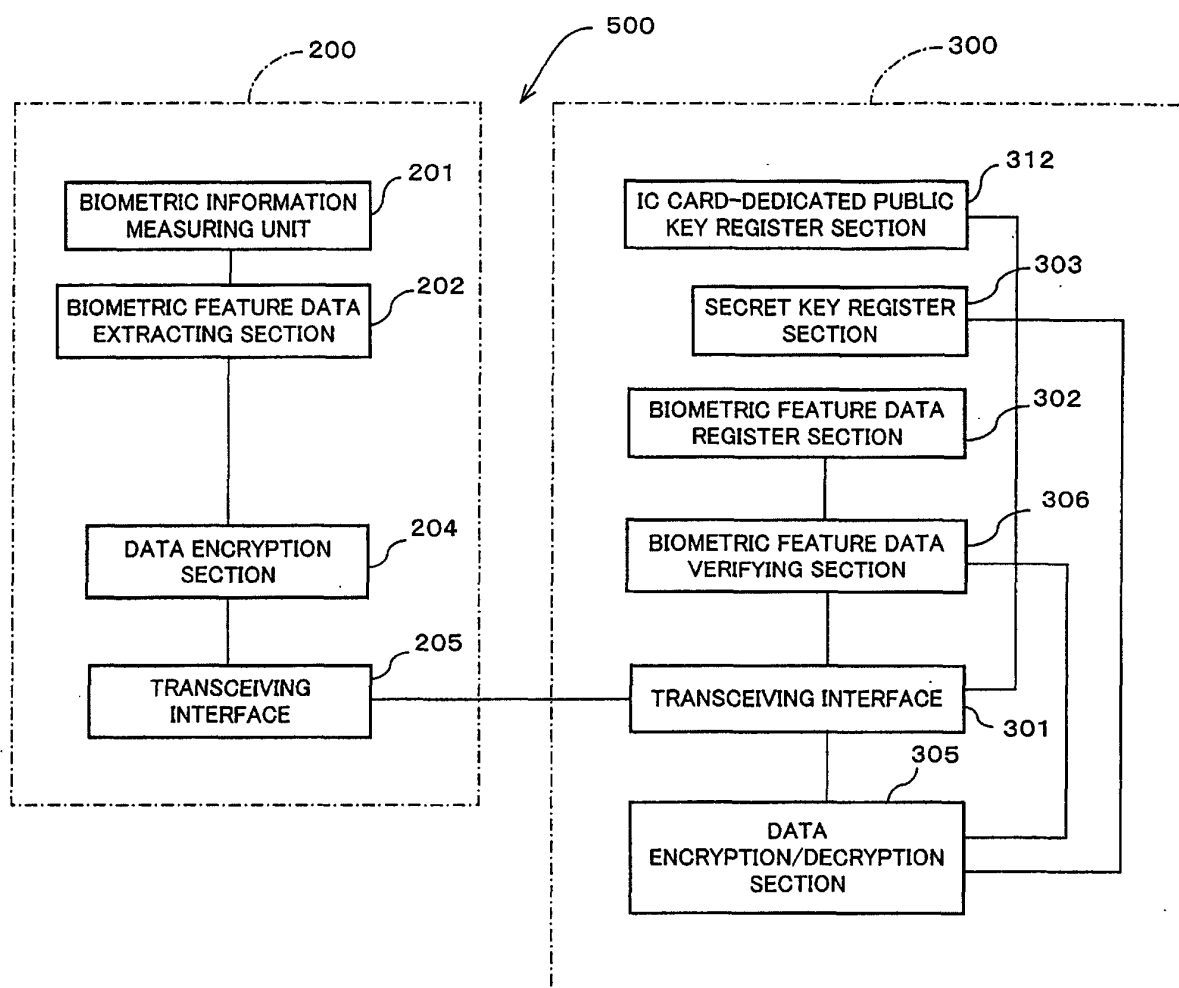 500
200
300
201
BIOMETRIC INFORMATION
MEASURING UNIT
202
BIOMETRIC FEATURE DATA
EXTRACTING SECTION
204
DATA ENCRYPTION
SECTION
205
TRANSCEIVING
INTERFACE
312
IC CARD-DEDICATED PUBLIC
KEY REGISTER SECTION
303
SECRET KEY REGISTER
SECTION
302
BIOMETRIC FEATURE DATA
REGISTER SECTION
306
BIOMETRIC FEATURE DATA
VERIFYING SECTION
TRANSCEIVING INTERFACE
301
305
DATA
ENCRYPTION/DECRYPTION
SECTION